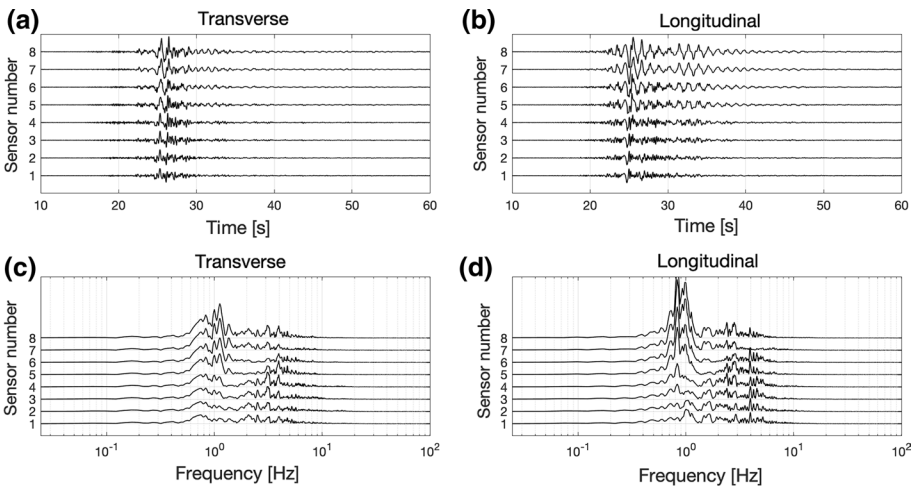 (a) Transverse
Sensor number
8
7
6
5
4
3
2
1
10 20 30 40 50 60
Time [s]
(b) Longitudinal
Sensor number
8
7
6
5
4
3
2
1
10 20 30 40 50 60
Time [s]
(c) Transverse
Sensor number
8
7
6
5
4
3
2
1
10⁻¹ 10⁰ 10¹ 10²
Frequency [Hz]
(d) Longitudinal
Sensor number
8
7
6
5
4
3
2
1
10⁻¹ 10⁰ 10¹ 10²
Frequency [Hz]